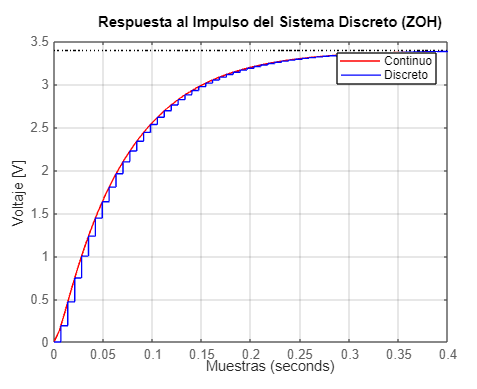 Respuesta al Impulso del Sistema Discreto (ZOH)
3.5
3
2.5
2
1.5
1
0.5
0
Voltaje [V]
Continuo
Discreto
0 0.05 0.1 0.15 0.2 0.25 0.3 0.35 0.4
Muestras (seconds)